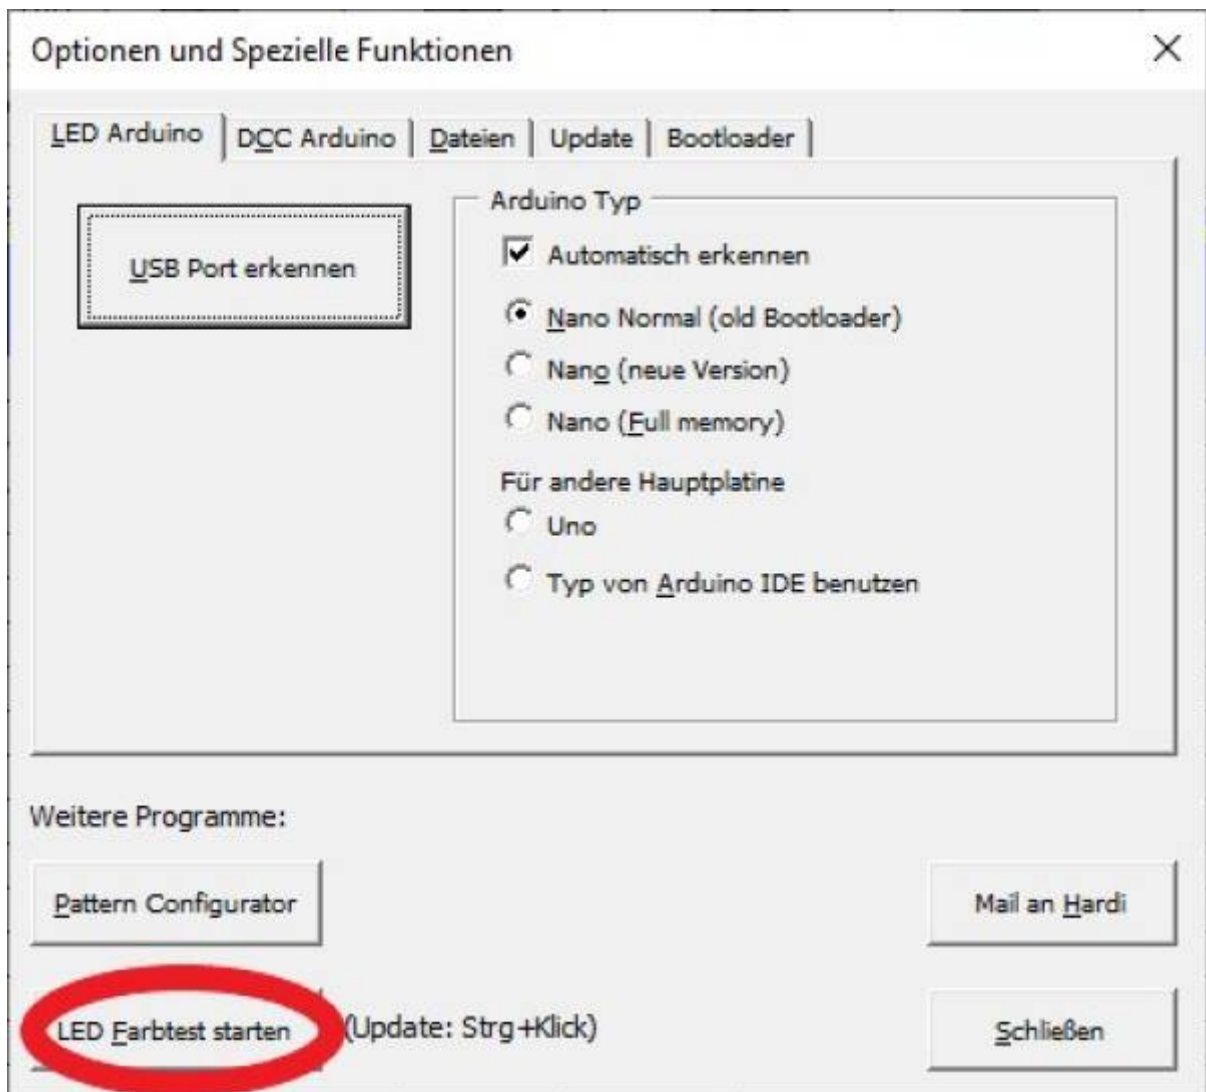 Optionen und Spezielle Funktionen
LED Arduino
DCC Arduino
Dateien
Update
Bootloader
USB Port erkennen
Arduino Typ
Automatisch erkennen
Nano Normal (old Bootloader)
Nano (neue Version)
Nano (Full memory)
Für andere Hauptplatine
Uno
Typ von Arduino IDE benutzen
Weitere Programme:
Pattern Configurator
Mail an Hardi
LED Farbtest starten
(Update: Strg+Klick)
Schließen